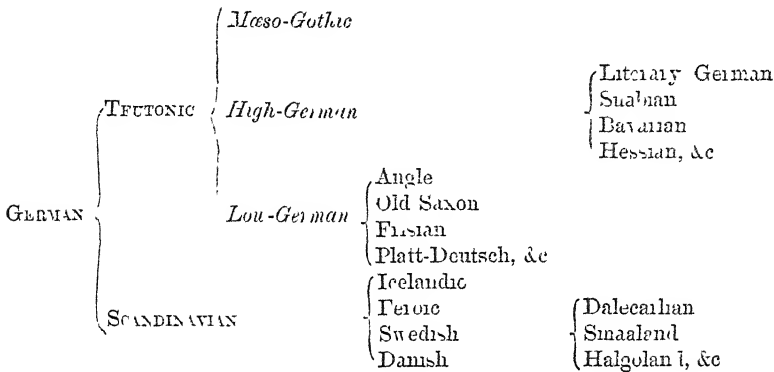 Mœso-Gothic
Literary German
Suabian
TEUTONIC High-German
Bavarian
Hessian, &c
Angle
Old Saxon
GERMAN Low-German
Frisian
Platt-Deutsch, &c
Icelandic
Feroic Dalecarlian
SCANDINAVIAN
Swedish Smaaland
Danish Halgoland, &c